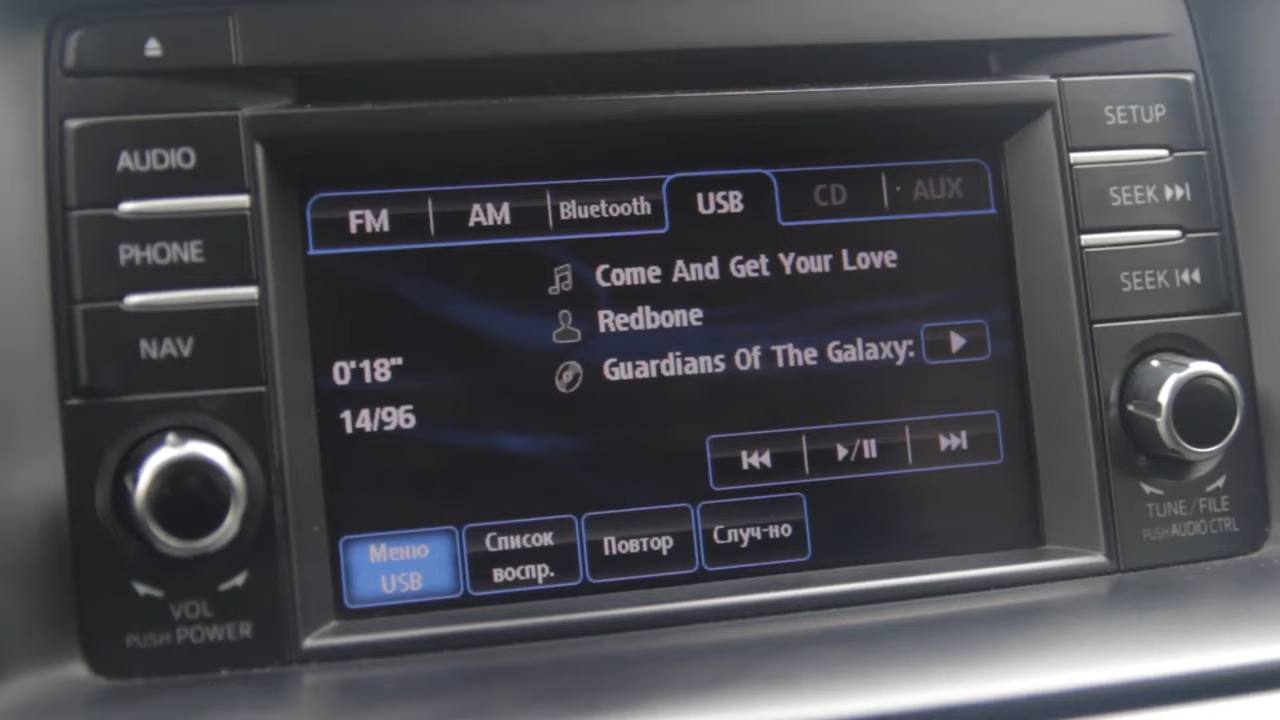 AUDIO
PHONE
NAV
VOL
PUSH POWER
FM AM Bluetooth USB CD AUX
Come And Get Your Love
Redbone
Guardians Of The Galaxy:
0'18"
14/96
Меню
USB
Список
воспр.
Повтор
Случ-но
SETUP
SEEK
SEEK
TUNE/FILE
PUSH AUDIO CTRL